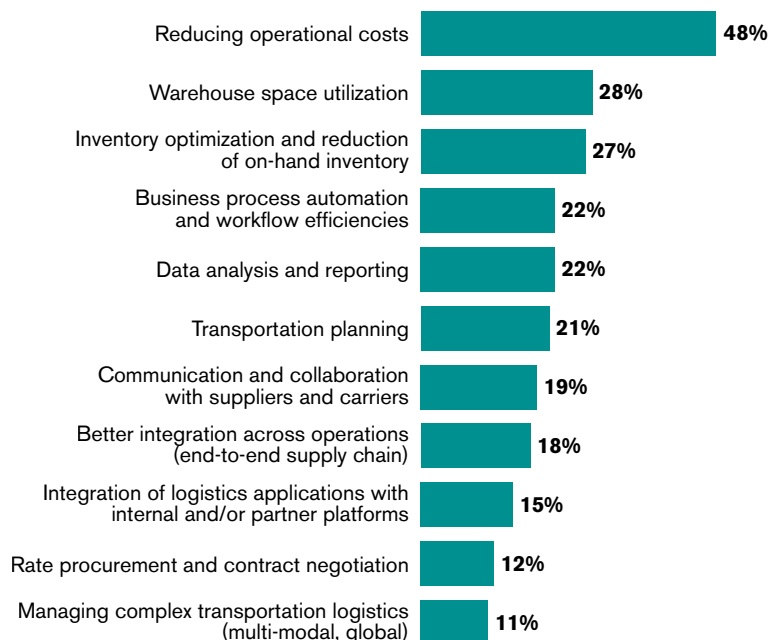 Reducing operational costs 48%
Warehouse space utilization 28%
Inventory optimization and reduction
of on-hand inventory 27%
Business process automation
and workflow efficiencies 22%
Data analysis and reporting 22%
Transportation planning 21%
Communication and collaboration
with suppliers and carriers 19%
Better integration across operations
(end-to-end supply chain) 18%
Integration of logistics applications with
internal and/or partner platforms 15%
Rate procurement and contract negotiation 12%
Managing complex transportation logistics
(multi-modal, global) 11%